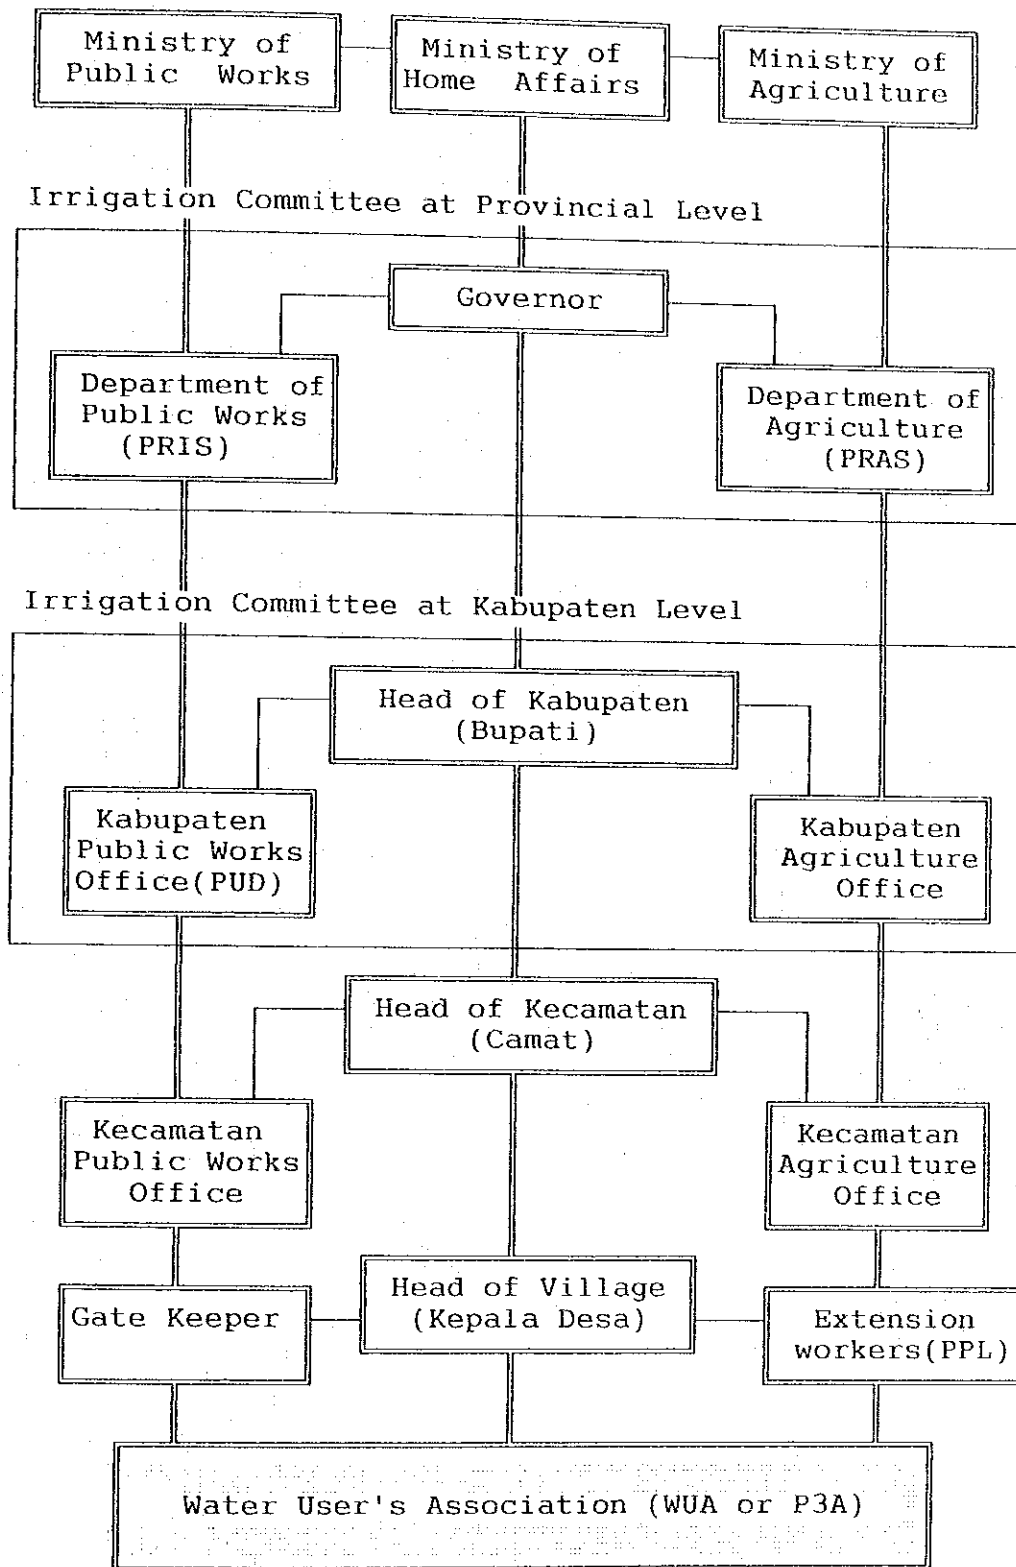 Ministry of
Public Works
Ministry of
Home Affairs
Ministry of
Agriculture
Irrigation Committee at Provincial Level
Governor
Department of
Public Works
(PRIS)
Department of
Agriculture
(PRAS)
Irrigation Committee at Kabupaten Level
Head of Kabupaten
(Bupati)
Kabupaten
Public Works
Office(PUD)
Kabupaten
Agriculture
Office
Head of Kecamatan
(Camat)
Kecamatan
Public Works
Office
Kecamatan
Agriculture
Office
Gate Keeper
Head of Village
(Kepala Desa)
Extension
workers(PPL)
Water User's Association (WUA or P3A)